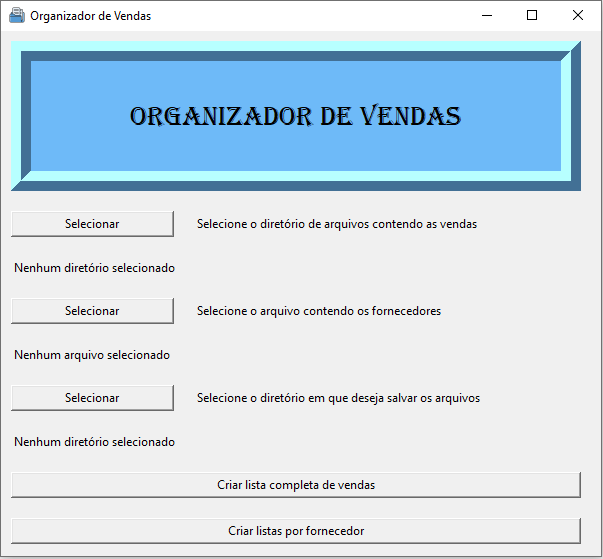 Organizador de Vendas
ORGANIZADOR DE VENDAS
Selecionar
Selecione o diretório de arquivos contendo as vendas
Nenhum diretório selecionado
Selecionar
Selecione o arquivo contendo os fornecedores
Nenhum arquivo selecionado
Selecionar
Selecione o diretório em que deseja salvar os arquivos
Nenhum diretório selecionado
Criar lista completa de vendas
Criar listas por fornecedor